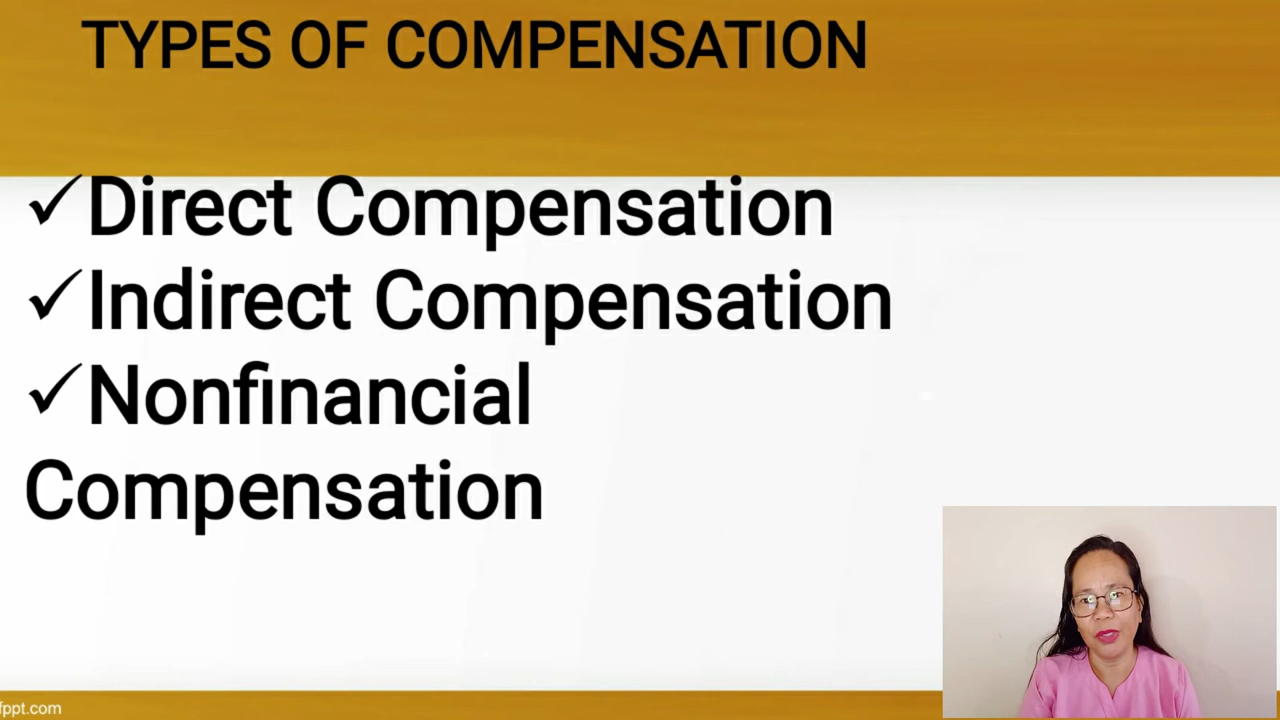 TYPES OF COMPENSATION
✓Direct Compensation
✓Indirect Compensation
✓Nonfinancial
Compensation
fppt.com